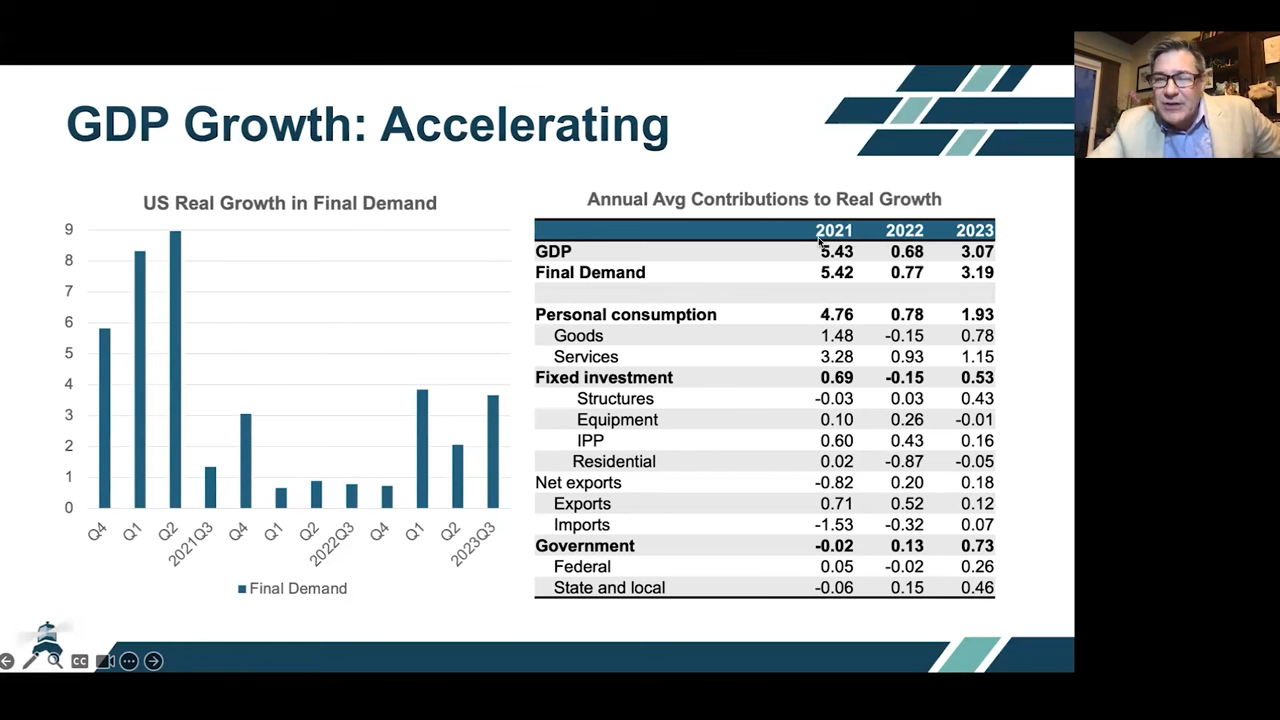 GDP Growth: Accelerating
US Real Growth in Final Demand
9
8
7
6
5
4
3
2
1
0
Q4
Q1
Q2
2021Q3
Q4
Q1
Q2
2022Q3
Q4
Q1
Q2
2023Q3
Final Demand
Annual Avg Contributions to Real Growth
2021 2022 2023
GDP 5.43 0.68 3.07
Final Demand 5.42 0.77 3.19
Personal consumption 4.76 0.78 1.93
Goods 1.48 -0.15 0.78
Services 3.28 0.93 1.15
Fixed investment 0.69 -0.15 0.53
Structures -0.03 0.03 0.43
Equipment 0.10 0.26 -0.01
IPP 0.60 0.43 0.16
Residential 0.02 -0.87 -0.05
Net exports -0.82 0.20 0.18
Exports 0.71 0.52 0.12
Imports -1.53 -0.32 0.07
Government -0.02 0.13 0.73
Federal 0.05 -0.02 0.26
State and local -0.06 0.15 0.46
CC